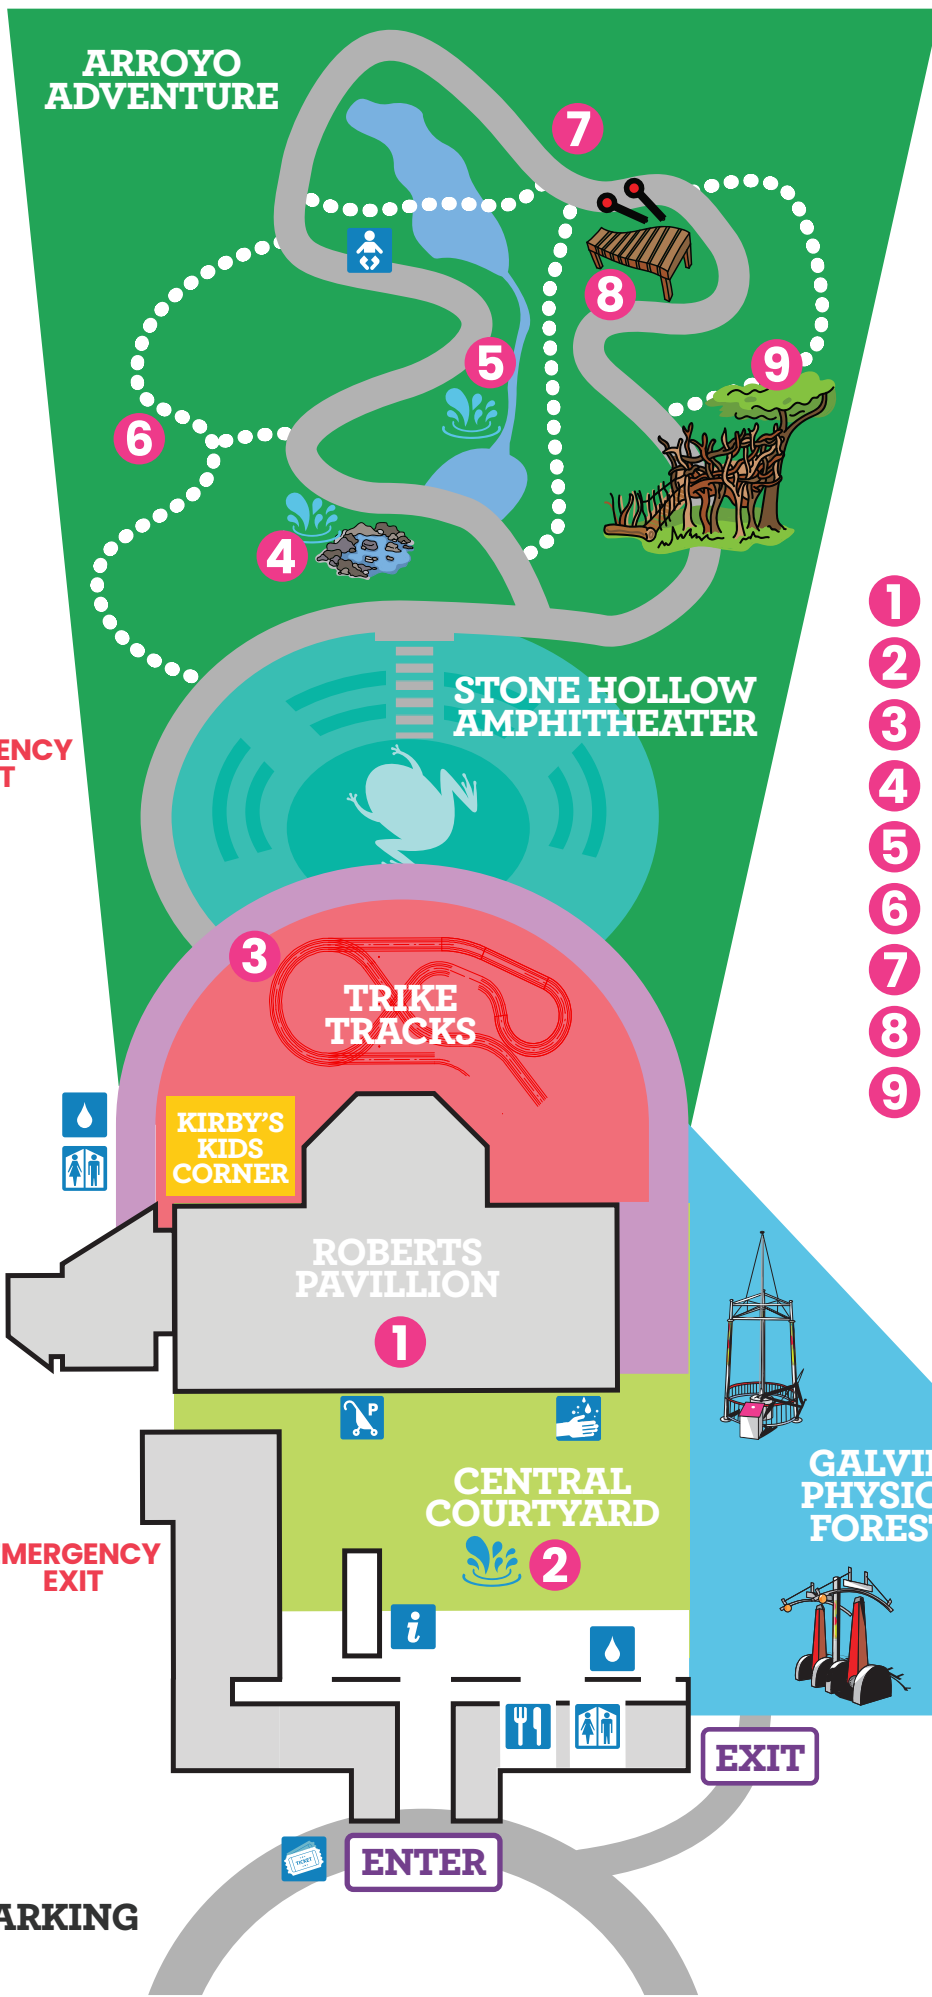 ARROYO
ADVENTURE
7
8
5
9
6
4
1
2
3
4
5
6
7
8
9
STONE HOLLOW
AMPHITHEATER
ENCY
T
3
TRIKE
TRACKS
KIRBY'S
KIDS
CORNER
ROBERTS
PAVILLION
1
P
CENTRAL
COURTYARD
2
GALVI
PHYSIC
FOREST
MERGENCY
EXIT
i
EXIT
TICKET
ENTER
ARKING